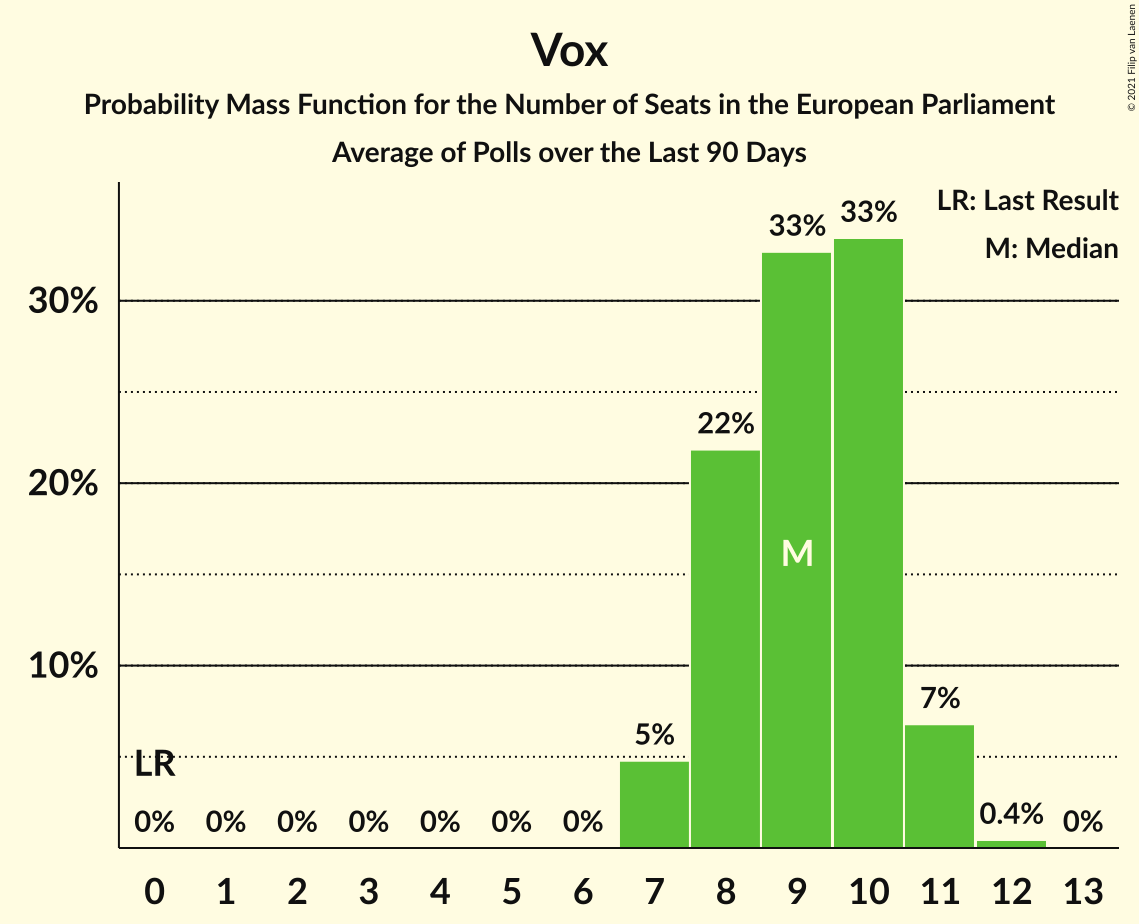 Vox
Probability Mass Function for the Number of Seats in the European Parliament
Average of Polls over the Last 90 Days
© 2021 Filip van Laenen
LR: Last Result
M: Median
33% 33%
30%
22%
20%
M
10%
7%
5%
LR
0% 0% 0% 0% 0% 0% 0% 0.4% 0%
0 1 2 3 4 5 6 7 8 9 10 11 12 13